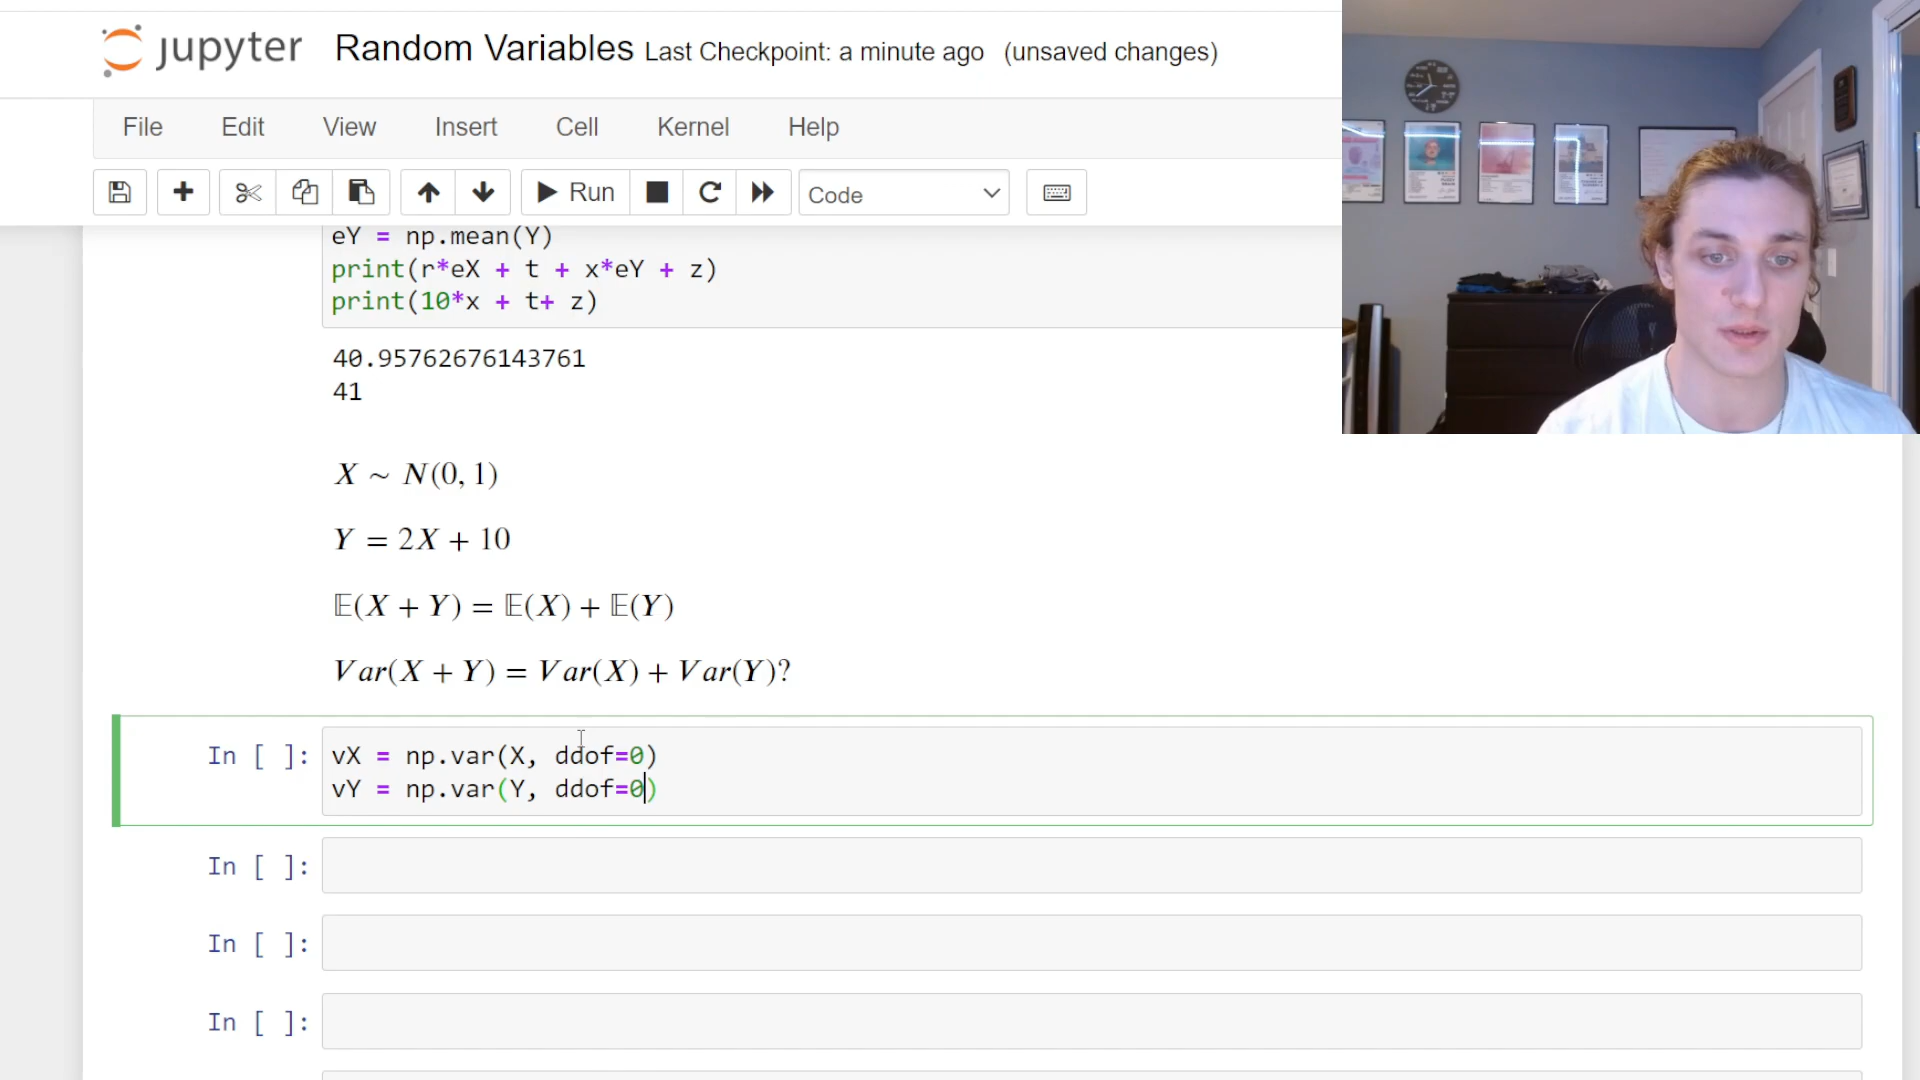 jupyter Random Variables Last Checkpoint: a minute ago (unsaved changes)
File Edit View Insert Cell Kernel Help
Run Code
eY = np.mean(Y)
print(r*eX + t + x*eY + z)
print(10*x + t+ z)
40.95762676143761
41
X ∼ N(0, 1)
Y = 2X + 10
𝔼(X + Y) = 𝔼(X) + 𝔼(Y)
Var(X + Y) = Var(X) + Var(Y)?
In [ ]: vX = np.var(X, ddof=0)
vY = np.var(Y, ddof=0)
In [ ]:
In [ ]:
In [ ]: